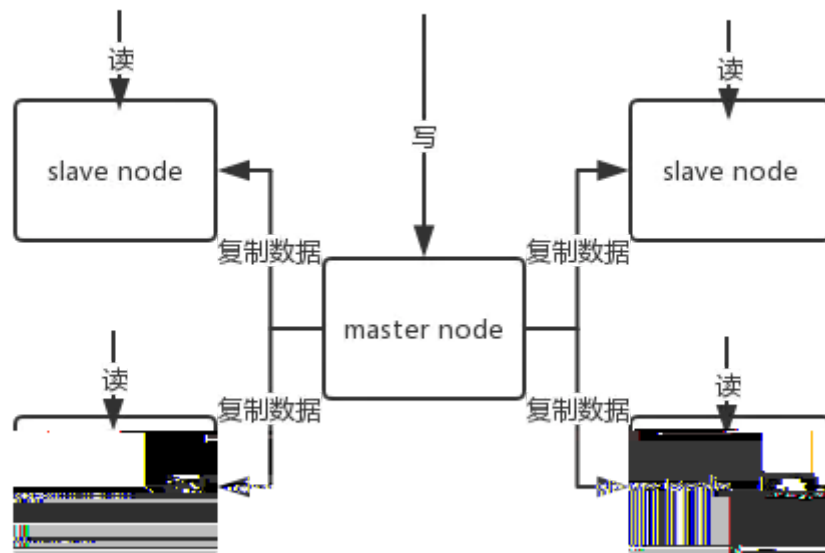 读
读
写
slave node
slave node
复制数据
复制数据
master node
读
读
复制数据
复制数据